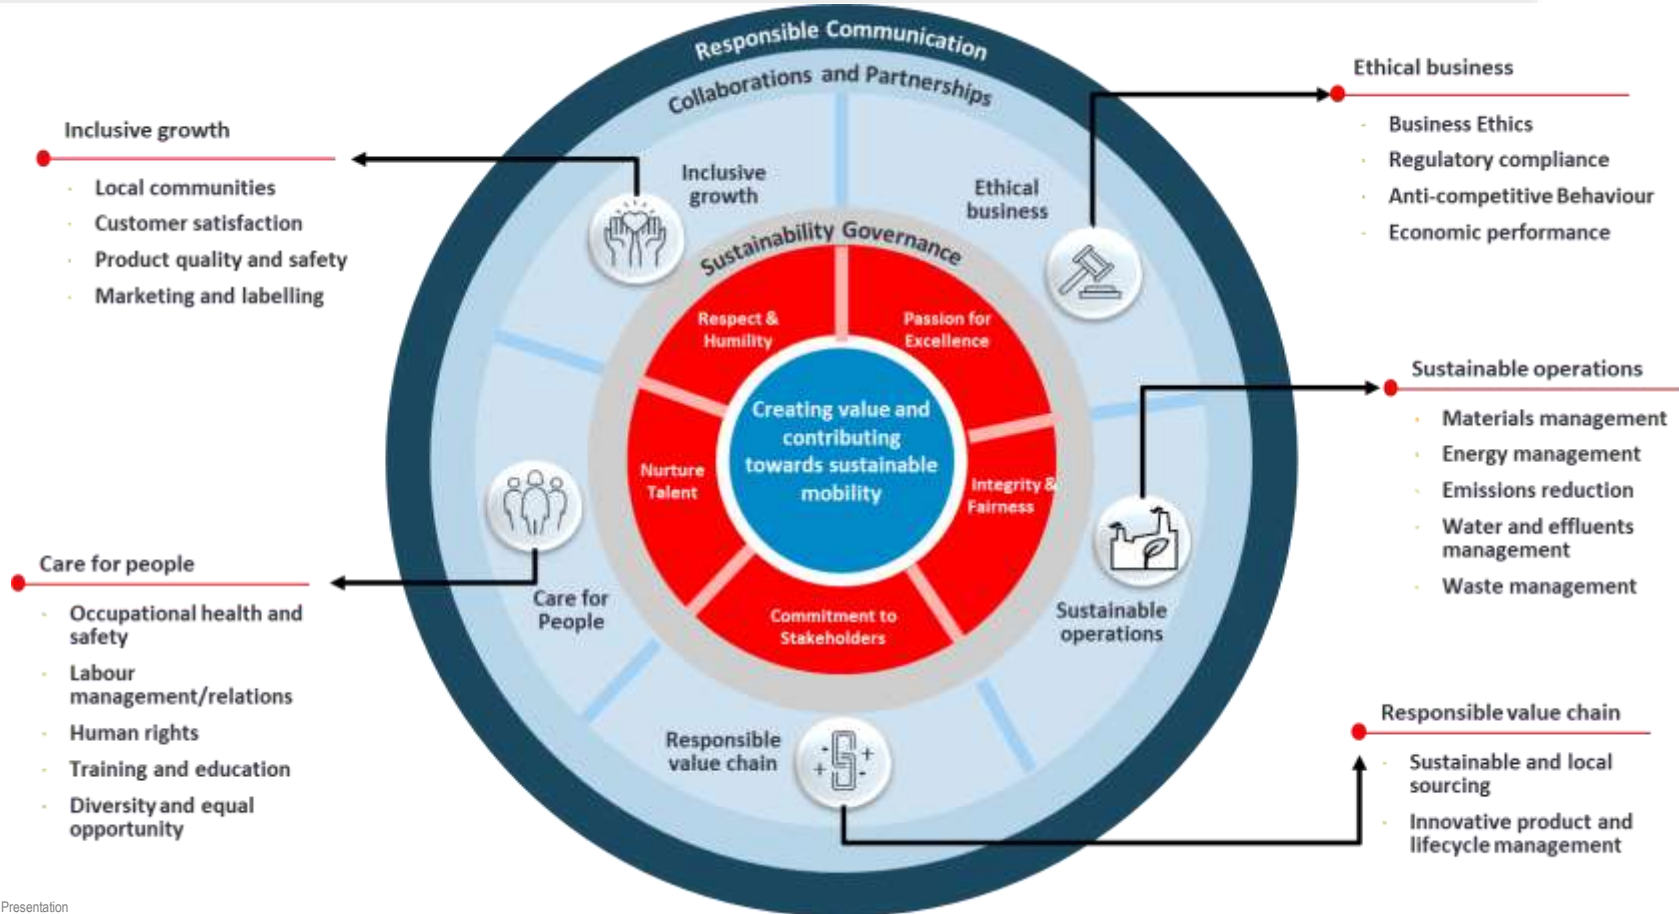 Responsible Communication
Collaborations and Partnerships
Inclusive growth
Local communities
Customer satisfaction
Product quality and safety
Marketing and labelling
Care for people
Occupational health and
safety
Labour
management/relations
Human rights
Training and education
Diversity and equal
opportunity
Inclusive
growth
Ethical
business
Sustainability Governance
Respect &
Humility
Passion for
Excellence
Creating value and
contributing
towards sustainable
mobility
Nurture
Talent
Integrity &
Fairness
Commitment to
Stakeholders
Care for
People
Sustainable
operations
Responsible
value chain
Ethical business
Business Ethics
Regulatory compliance
Anti-competitive Behaviour
Economic performance
Sustainable operations
Materials management
Energy management
Emissions reduction
Water and effluents
management
Waste management
Responsible value chain
Sustainable and local
sourcing
Innovative product and
lifecycle management
Presentation